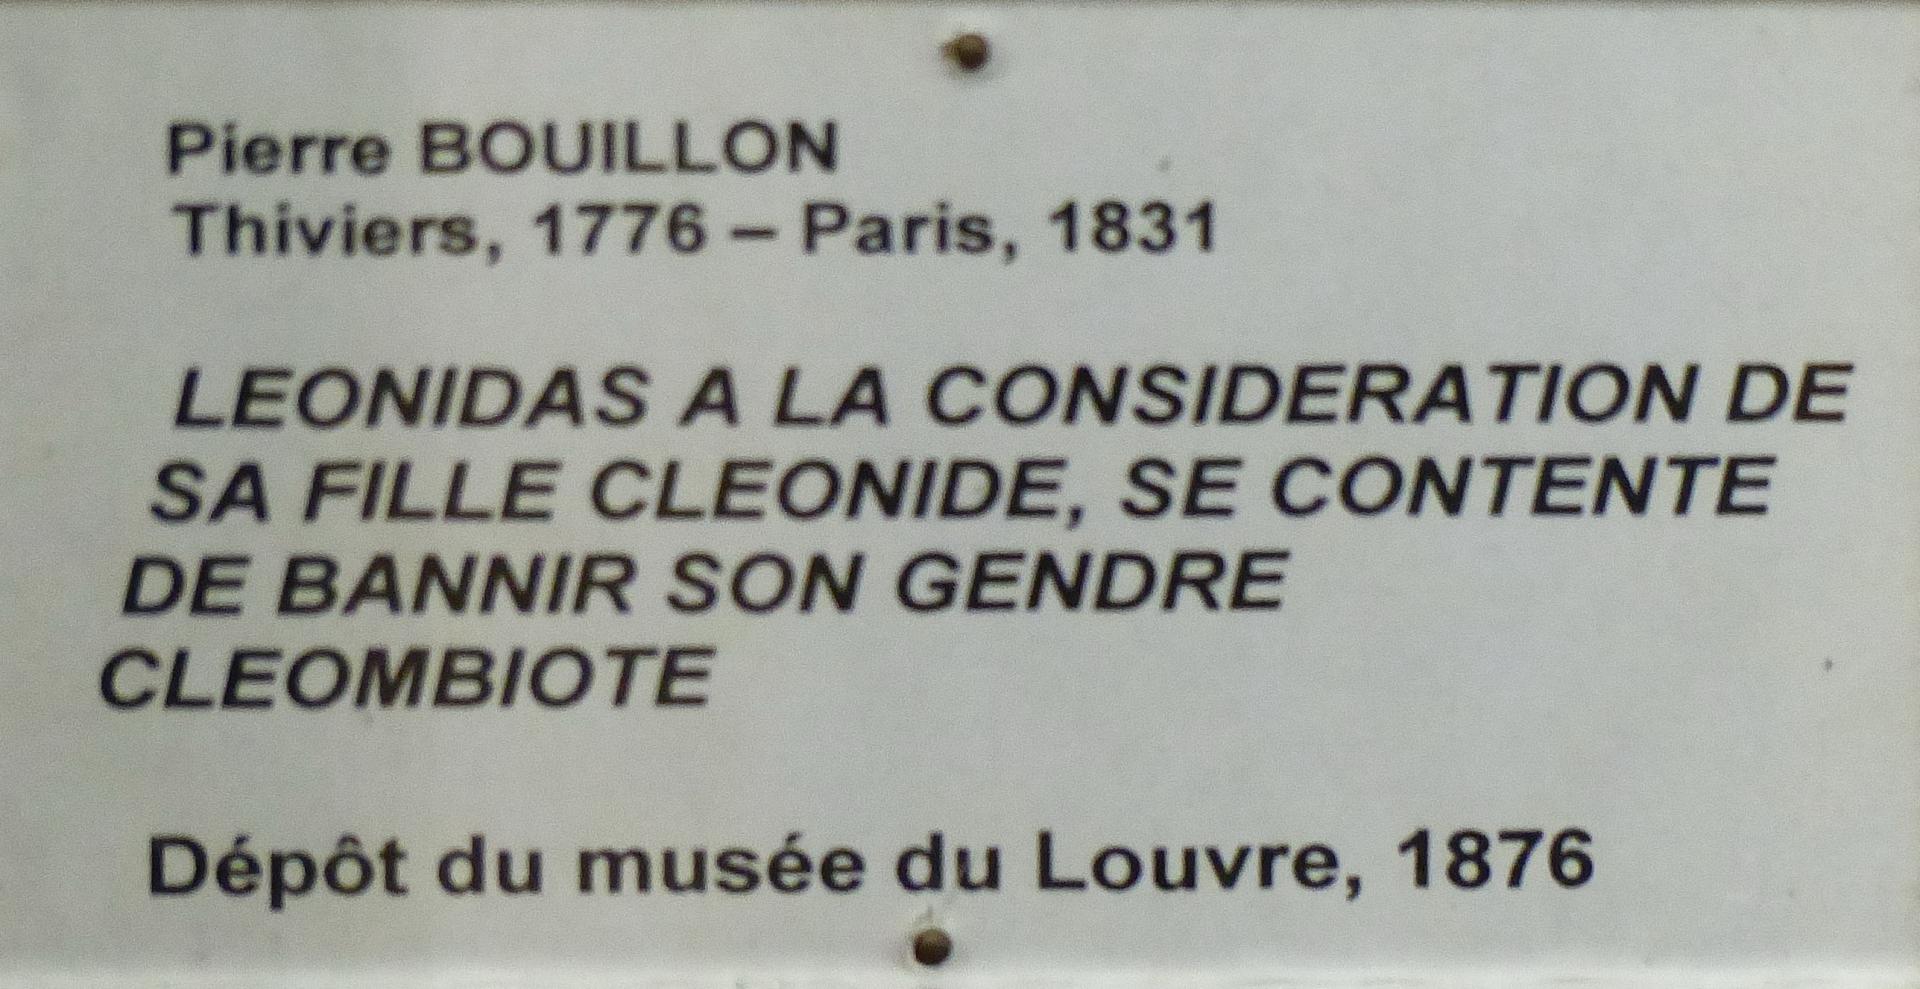 Pierre BOUILLON
Thiviers, 1776 – Paris, 1831
LEONIDAS A LA CONSIDERATION DE
SA FILLE CLEONIDE, SE CONTENTE
DE BANNIR SON GENDRE
CLEOMBIOTE
Dépôt du musée du Louvre, 1876